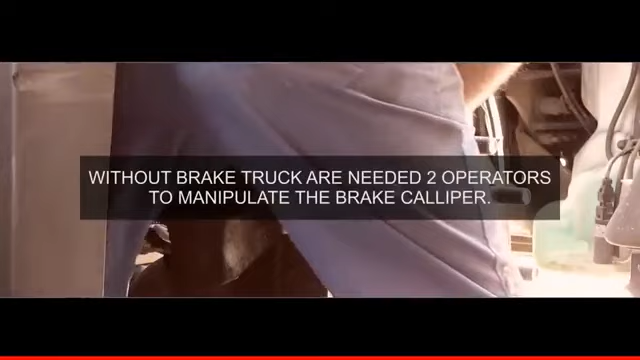 WITHOUT BRAKE TRUCK ARE NEEDED 2 OPERATORS
TO MANIPULATE THE BRAKE CALLIPER.